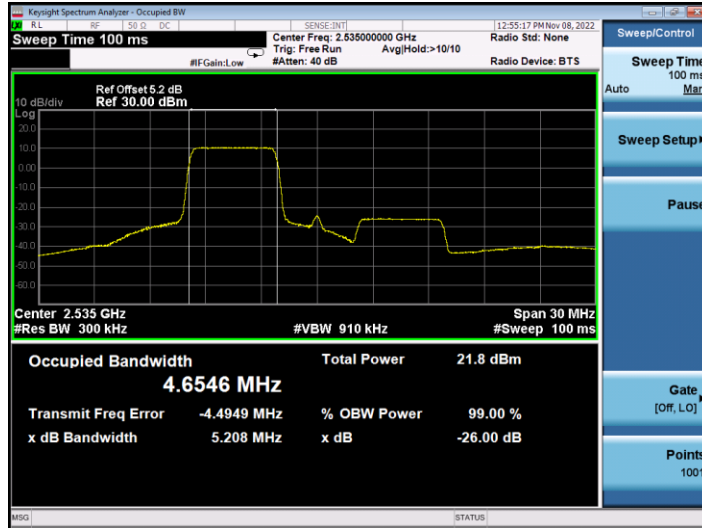 Keysight Spectrum Analyzer - Occupied BW
LXI RL RF 50 Ω DC SENSE:INT 12:55:17 PM Nov 08, 2022
Sweep Time 100 ms
Center Freq: 2.535000000 GHz
Radio Std: None
Trig: Free Run Avg|Hold:>10/10
#IFGain:Low
#Atten: 40 dB
Radio Device: BTS
Ref Offset 5.2 dB
10 dB/div Ref 30.00 dBm
Log
20.0
10.0
0.00
-10.0
-20.0
-30.0
-40.0
-50.0
-60.0
Center 2.535 GHz Span 30 MHz
#Res BW 300 kHz #VBW 910 kHz #Sweep 100 ms
Occupied Bandwidth Total Power 21.8 dBm
4.6546 MHz
Transmit Freq Error -4.4949 MHz % OBW Power 99.00 %
x dB Bandwidth 5.208 MHz x dB -26.00 dB
MSG STATUS
Sweep/Control
Sweep Time
100 ms
Auto Man
Sweep Setup
Pause
Gate
[Off, LO]
Points
1001